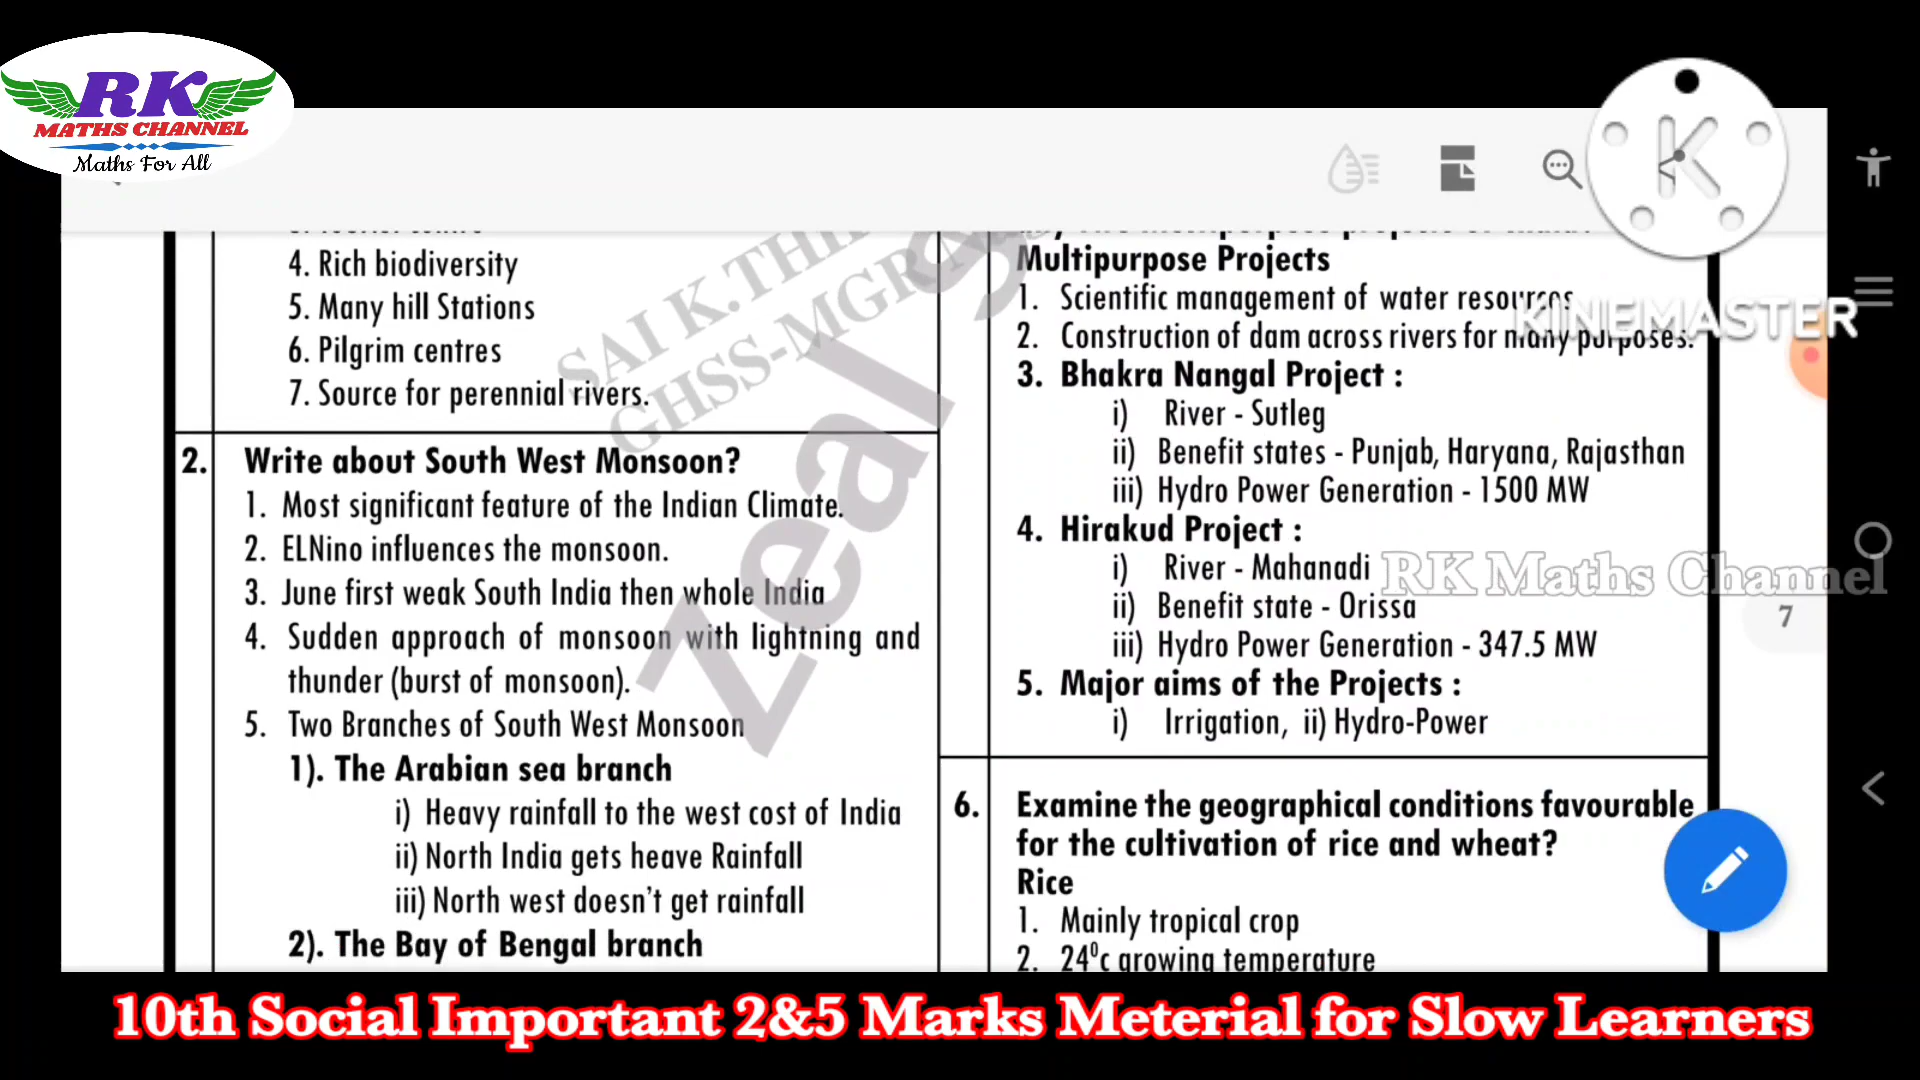 RK
MATHS CHANNEL
Maths For All
K
KINEMASTER
4. Rich biodiversity
5. Many hill Stations
6. Pilgrim centres
7. Source for perennial rivers.
2. Write about South West Monsoon?
1. Most significant feature of the Indian Climate.
2. ELNino influences the monsoon.
3. June first weak South India then whole India
4. Sudden approach of monsoon with lightning and
thunder (burst of monsoon).
5. Two Branches of South West Monsoon
1). The Arabian sea branch
i) Heavy rainfall to the west cost of India
ii) North India gets heave Rainfall
iii) North west doesn't get rainfall
2). The Bay of Bengal branch
Multipurpose Projects
1. Scientific management of water resources
2. Construction of dam across rivers for many purposes.
3. Bhakra Nangal Project :
i) River - Sutleg
ii) Benefit states - Punjab, Haryana, Rajasthan
iii) Hydro Power Generation - 1500 MW
4. Hirakud Project :
i) River - Mahanadi
ii) Benefit state - Orissa
iii) Hydro Power Generation - 347.5 MW
5. Major aims of the Projects :
i) Irrigation, ii) Hydro-Power
6. Examine the geographical conditions favourable
for the cultivation of rice and wheat?
Rice
1. Mainly tropical crop
2. 24⁰c growing temperature
SAI K.
GHSS-MGR
Zeal
RK Maths Channel
7
10th Social Important 2&5 Marks Meterial for Slow Learners